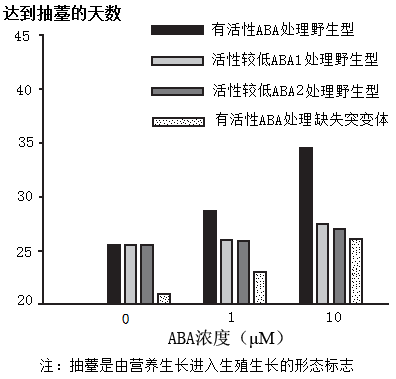 达到抽薹的天数
有活性ABA处理野生型
活性较低ABA1处理野生型
活性较低ABA2处理野生型
有活性ABA处理缺失突变体
45
40
35
30
25
20
0 1 10
ABA浓度（μM）
注：抽薹是由营养生长进入生殖生长的形态标志